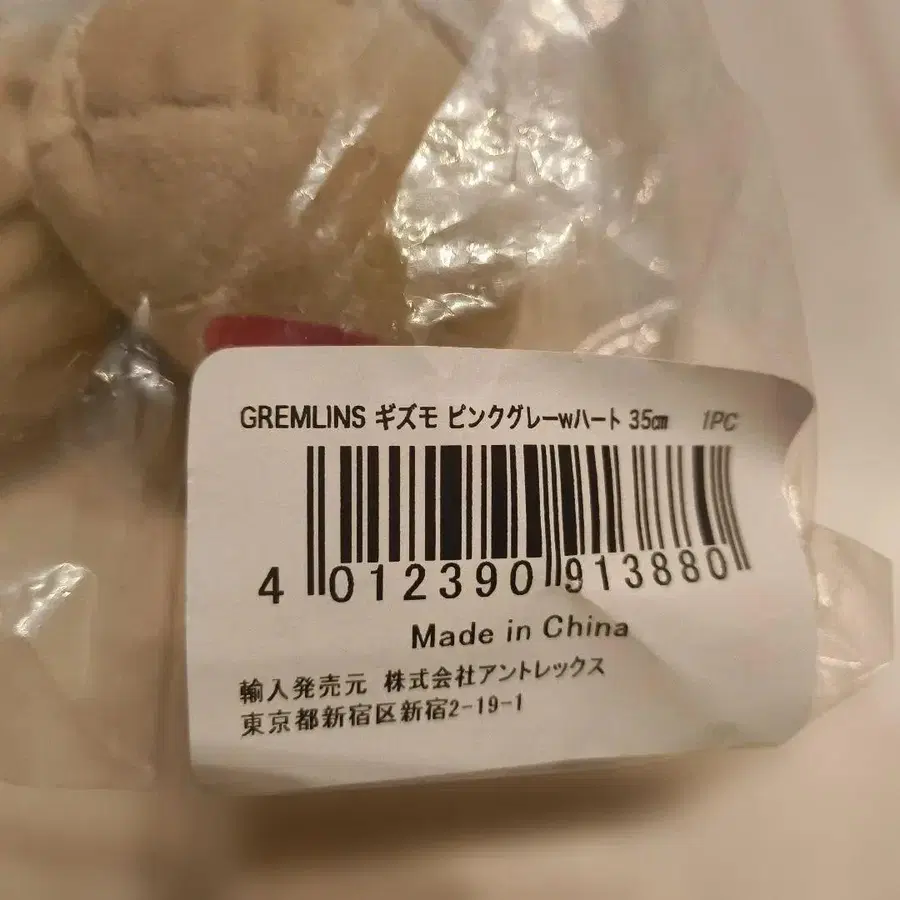 GREMLINS ギズモ ピンクグレーwハート 35㎝ 1PC
4 012390 913880
Made in China
輸入発売元 株式会社アントレックス
東京都新宿区新宿2-19-1